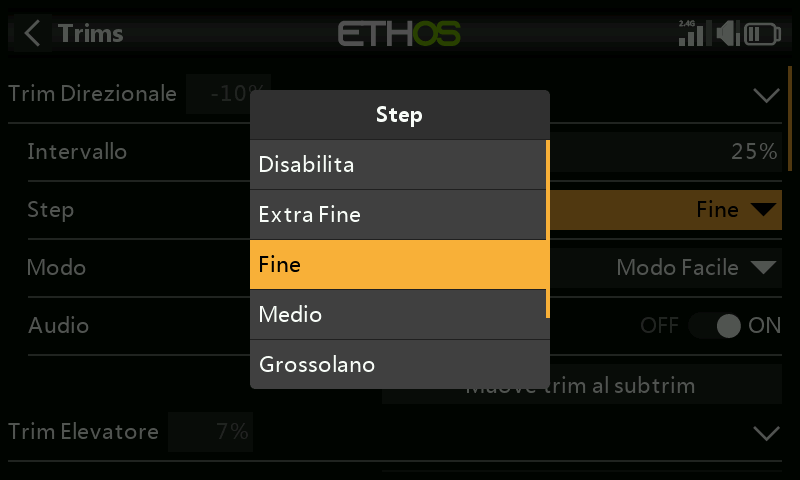 Trims
ETHOS
2.4G
Trim Direzionale -10%
Step
Intervallo 25%
Disabilita
Step Fine
Extra Fine
Fine
Modo Modo Facile
Medio
Audio OFF ON
Grossolano
Muove trim al subtrim
Trim Elevatore 7%